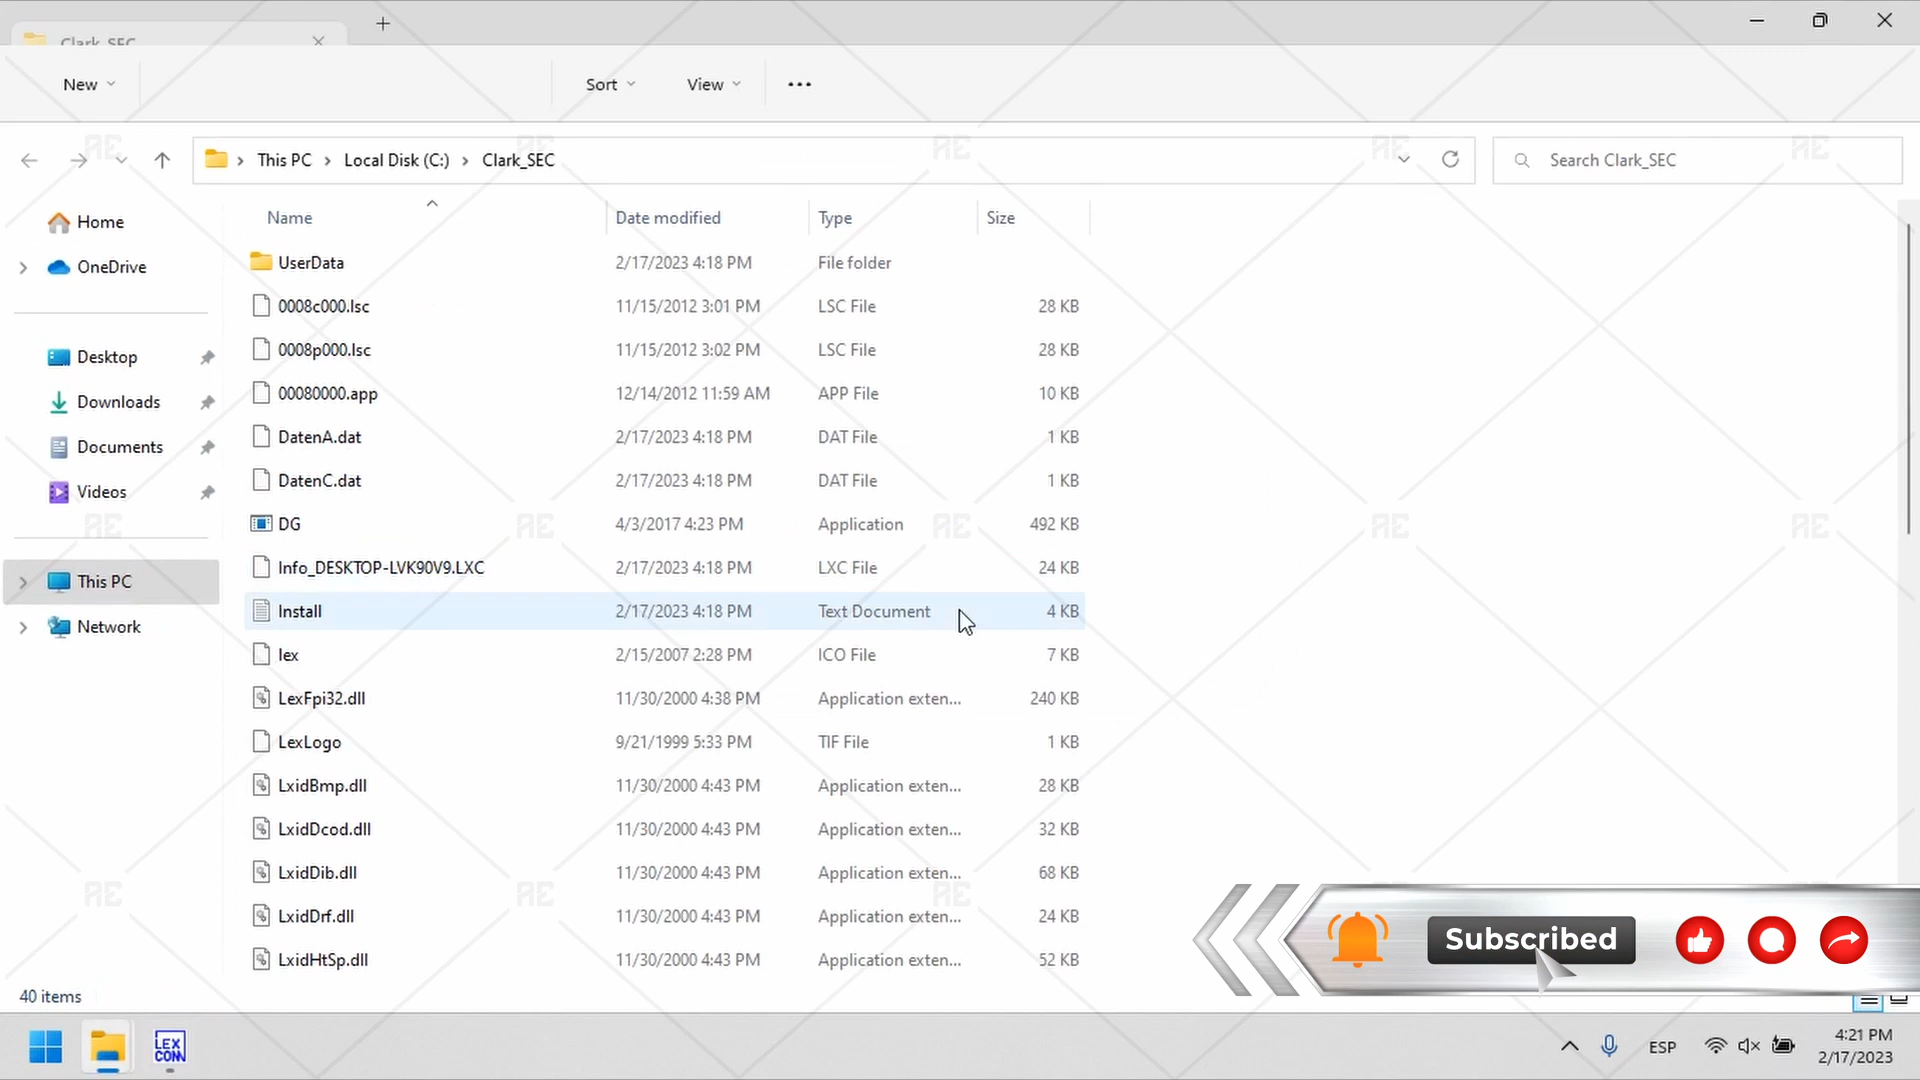 Clark_SEC
New
Sort
View
This PC
Local Disk (C:)
Clark_SEC
Search Clark_SEC
Home
OneDrive
Desktop
Downloads
Documents
Videos
This PC
Network
Name Date modified Type Size
UserData 2/17/2023 4:18 PM File folder
0008c000.lsc 11/15/2012 3:01 PM LSC File 28 KB
0008p000.lsc 11/15/2012 3:02 PM LSC File 28 KB
00080000.app 12/14/2012 11:59 AM APP File 10 KB
DatenA.dat 2/17/2023 4:18 PM DAT File 1 KB
DatenC.dat 2/17/2023 4:18 PM DAT File 1 KB
DG 4/3/2017 4:23 PM Application 492 KB
Info_DESKTOP-LVK90V9.LXC 2/17/2023 4:18 PM LXC File 24 KB
Install 2/17/2023 4:18 PM Text Document 4 KB
lex 2/15/2007 2:28 PM ICO File 7 KB
LexFpi32.dll 11/30/2000 4:38 PM Application exten... 240 KB
LexLogo 9/21/1999 5:33 PM TIF File 1 KB
LxidBmp.dll 11/30/2000 4:43 PM Application exten... 28 KB
LxidDcod.dll 11/30/2000 4:43 PM Application exten... 32 KB
LxidDib.dll 11/30/2000 4:43 PM Application exten... 68 KB
LxidDrf.dll 11/30/2000 4:43 PM Application exten... 24 KB
LxidHtSp.dll 11/30/2000 4:43 PM Application exten... 52 KB
Subscribed
40 items
LEX
COM
ESP
4:21 PM
2/17/2023